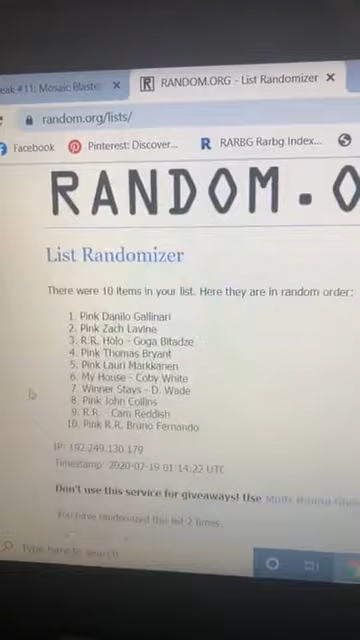 eak #11: Mosaic Blaste
RANDOM.ORG - List Randomizer
random.org/lists/
Facebook Pinterest: Discover... RARBG Rarbg Index...
RANDOM.O
List Randomizer
There were 10 items in your list. Here they are in random order:
1. Pink Danilo Gallinari
2. Pink Zach Lavine
3. R.R. Holo - Goga Bitadze
4. Pink Thomas Bryant
5. Pink Lauri Markkanen
6. My House - Coby White
7. Winner Stays - D. Wade
8. Pink John Collins
9. R.R. - Cam Reddish
10. Pink R.R. Bruno Fernando
IP: 192.249.130.179
Timestamp: 2020-07-19 01:14:22 UTC
Don't use this service for giveaways! Use
You have randomized this list 2 times.
Type here to search